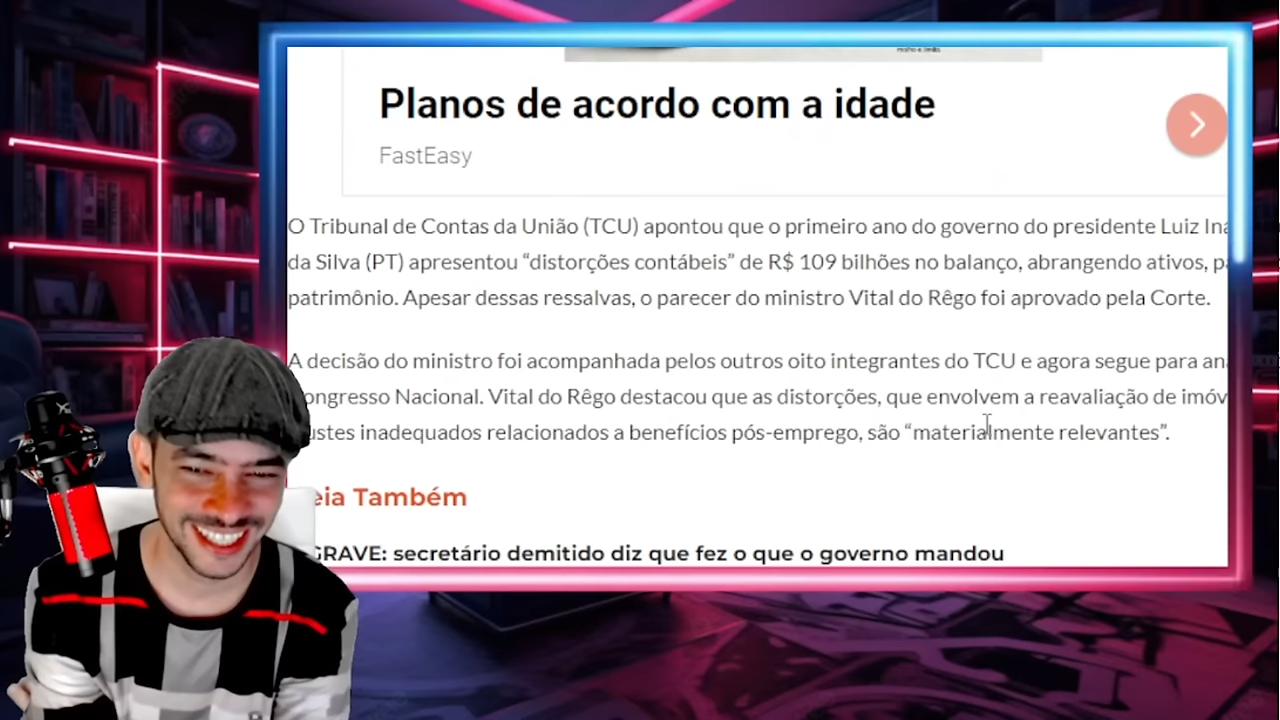 Planos de acordo com a idade
FastEasy
O Tribunal de Contas da União (TCU) apontou que o primeiro ano do governo do presidente Luiz
da Silva (PT) apresentou “distorções contábeis” de R$ 109 bilhões no balanço, abrangendo ativos,
patrimônio. Apesar dessas ressalvas, o parecer do ministro Vital do Rêgo foi aprovado pela Corte.
A decisão do ministro foi acompanhada pelos outros oito integrantes do TCU e agora segue para
ongresso Nacional. Vital do Rêgo destacou que as distorções, que envolvem a reavaliação de
ustes inadequados relacionados a benefícios pós-emprego, são “materialmente relevantes”.
eia Também
GRAVE: secretário demitido diz que fez o que o governo mandou